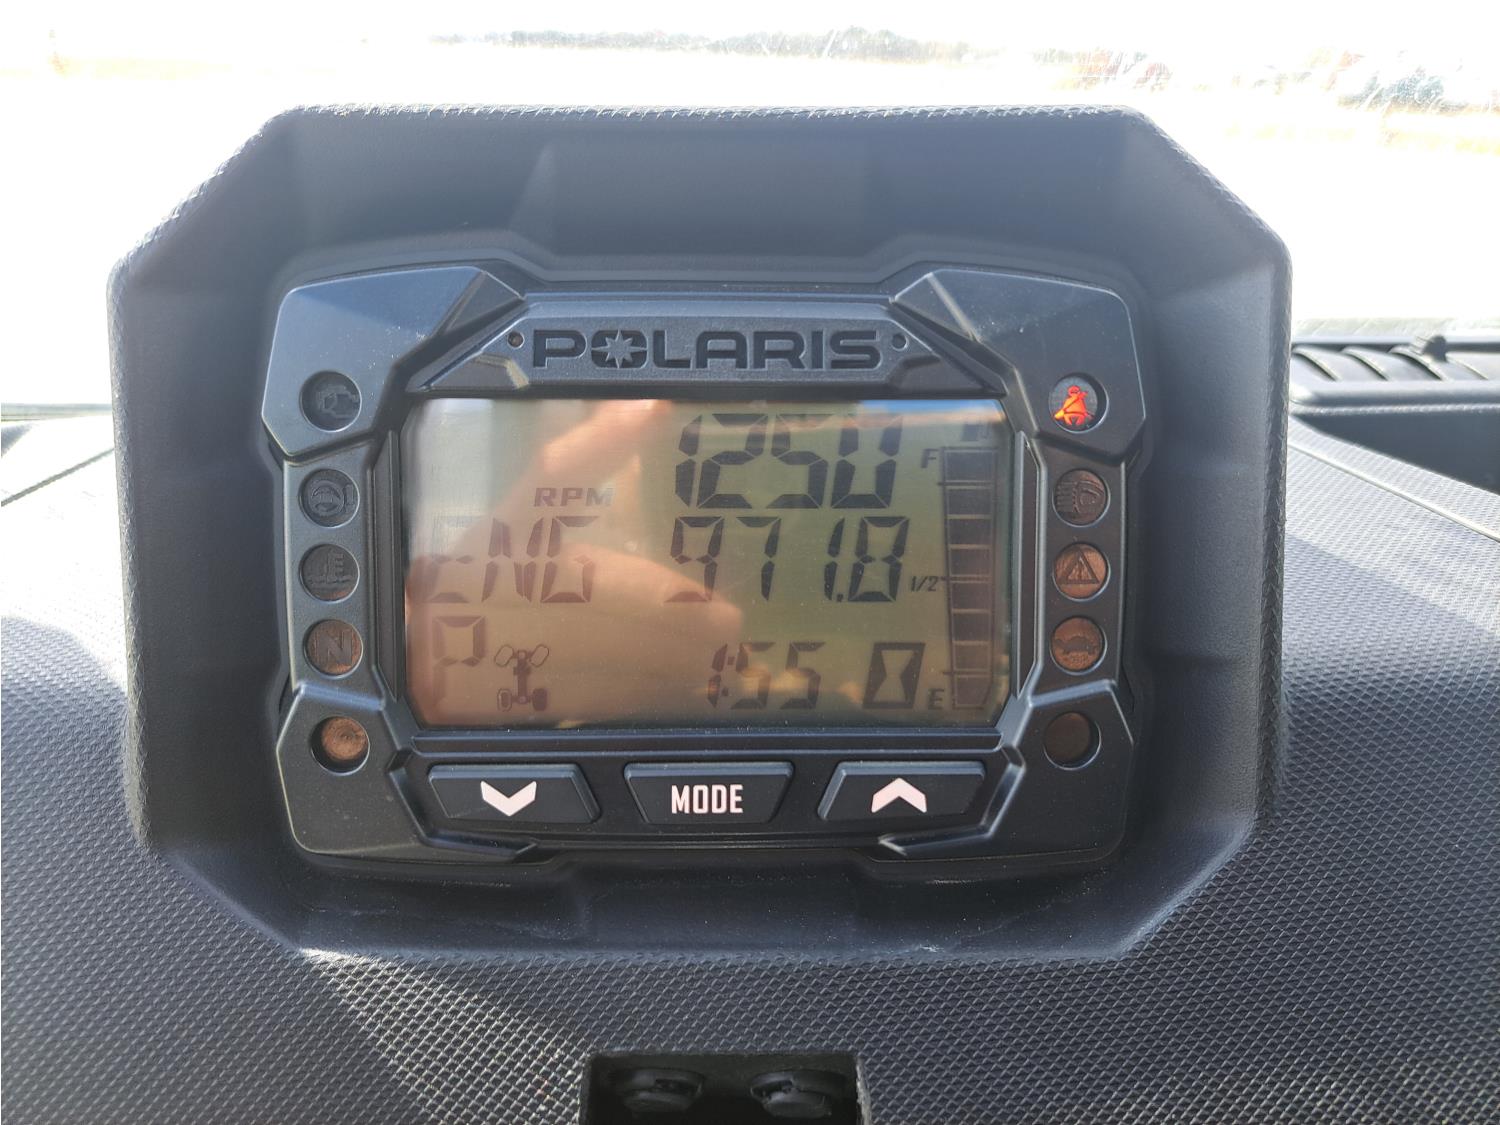 POLARIS
1250
F
RPM
ENG 971.8
1/2
N
P 1:55
E
MODE